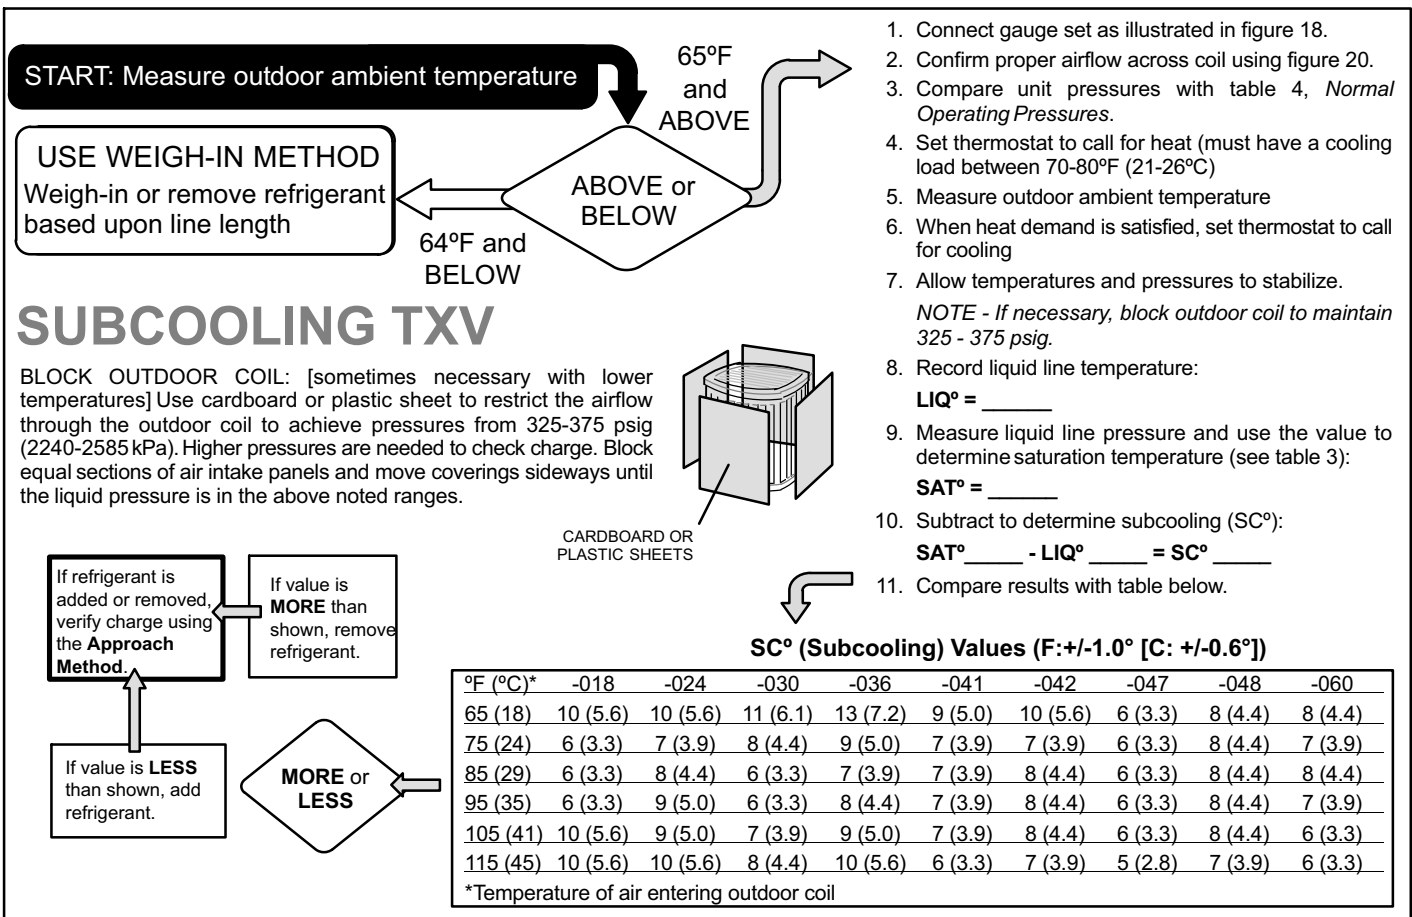 START: Measure outdoor ambient temperature
65ºF
and
ABOVE
ABOVE or
BELOW
64ºF and
BELOW
USE WEIGH-IN METHOD
Weigh-in or remove refrigerant
based upon line length
SUBCOOLING TXV
BLOCK OUTDOOR COIL: [sometimes necessary with lower
temperatures] Use cardboard or plastic sheet to restrict the airflow
through the outdoor coil to achieve pressures from 325-375 psig
(2240-2585 kPa). Higher pressures are needed to check charge. Block
equal sections of air intake panels and move coverings sideways until
the liquid pressure is in the above noted ranges.
CARDBOARD OR
PLASTIC SHEETS
1. Connect gauge set as illustrated in figure 18.
2. Confirm proper airflow across coil using figure 20.
3. Compare unit pressures with table 4, Normal
Operating Pressures.
4. Set thermostat to call for heat (must have a cooling
load between 70-80ºF (21-26ºC)
5. Measure outdoor ambient temperature
6. When heat demand is satisfied, set thermostat to call
for cooling
7. Allow temperatures and pressures to stabilize.
NOTE - If necessary, block outdoor coil to maintain
325 - 375 psig.
8. Record liquid line temperature:
LIQº = ______
9. Measure liquid line pressure and use the value to
determine saturation temperature (see table 3):
SATº = ______
10. Subtract to determine subcooling (SCº):
SATº_____ - LIQº _____ = SCº _____
11. Compare results with table below.
SCº (Subcooling) Values (F:+/-1.0° [C: +/-0.6°])
ºF (ºC)* -018 -024 -030 -036 -041 -042 -047 -048 -060
65 (18) 10 (5.6) 10 (5.6) 11 (6.1) 13 (7.2) 9 (5.0) 10 (5.6) 6 (3.3) 8 (4.4) 8 (4.4)
75 (24) 6 (3.3) 7 (3.9) 8 (4.4) 9 (5.0) 7 (3.9) 7 (3.9) 6 (3.3) 8 (4.4) 7 (3.9)
85 (29) 6 (3.3) 8 (4.4) 6 (3.3) 7 (3.9) 7 (3.9) 8 (4.4) 6 (3.3) 8 (4.4) 8 (4.4)
95 (35) 6 (3.3) 9 (5.0) 6 (3.3) 8 (4.4) 7 (3.9) 8 (4.4) 6 (3.3) 8 (4.4) 7 (3.9)
105 (41) 10 (5.6) 9 (5.0) 7 (3.9) 9 (5.0) 7 (3.9) 8 (4.4) 6 (3.3) 8 (4.4) 6 (3.3)
115 (45) 10 (5.6) 10 (5.6) 8 (4.4) 10 (5.6) 6 (3.3) 7 (3.9) 5 (2.8) 7 (3.9) 6 (3.3)
*Temperature of air entering outdoor coil
MORE or
LESS
If value is
MORE than
shown, remove
refrigerant.
If refrigerant is
added or removed,
verify charge using
the Approach
Method.
If value is LESS
than shown, add
refrigerant.